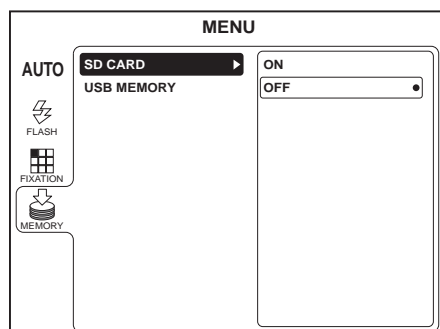 MENU
AUTO
SD CARD
ON
USB MEMORY
OFF
FLASH
FIXATION
MEMORY